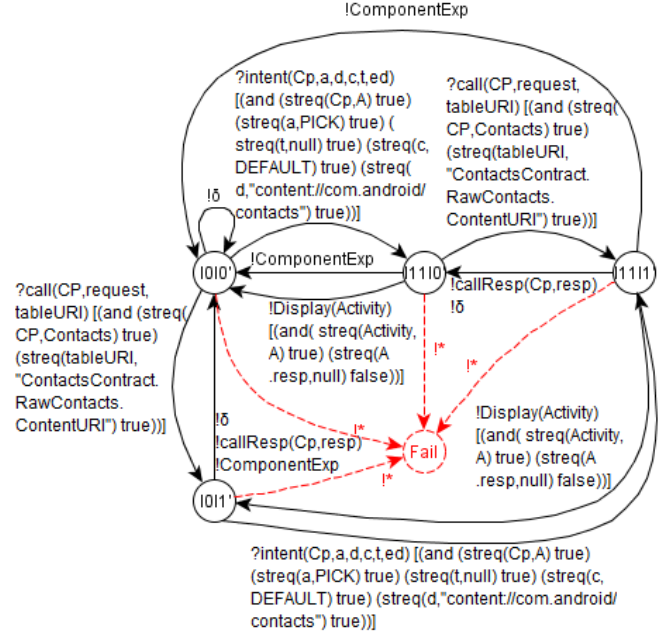 !ComponentExp
?intent(Cp,a,d,c,t,ed)
[(and (streq(Cp,A) true)
(streq(a,PICK) true) (
streq(t,null) true) (streq(c,
DEFAULT) true) (streq(
d,"content://com.android/
contacts") true))]
?call(CP,request,
tableURI) [(and (streq(
CP,Contacts) true)
(streq(tableURI,
"ContactsContract.
RawContacts.
ContentURI") true))]
!δ
l0l0'
!ComponentExp
l1l0
l1l1
!callResp(Cp,resp)
!δ
?call(CP,request,
tableURI) [(and (streq(
CP,Contacts) true)
(streq(tableURI,
"ContactsContract.
RawContacts.
ContentURI") true))]
!Display(Activity)
[(and( streq(Activity,
A) true) (streq(A
.resp,null) false))]
!*
!*
!*
Fail
!δ
!callResp(Cp,resp)
!ComponentExp
!*
!Display(Activity)
[(and( streq(Activity,
A) true) (streq(A
.resp,null) false))]
l0l1'
?intent(Cp,a,d,c,t,ed) [(and (streq(Cp,A) true)
(streq(a,PICK) true) (streq(t,null) true) (streq(c,
DEFAULT) true) (streq(d,"content://com.android/
contacts") true))]